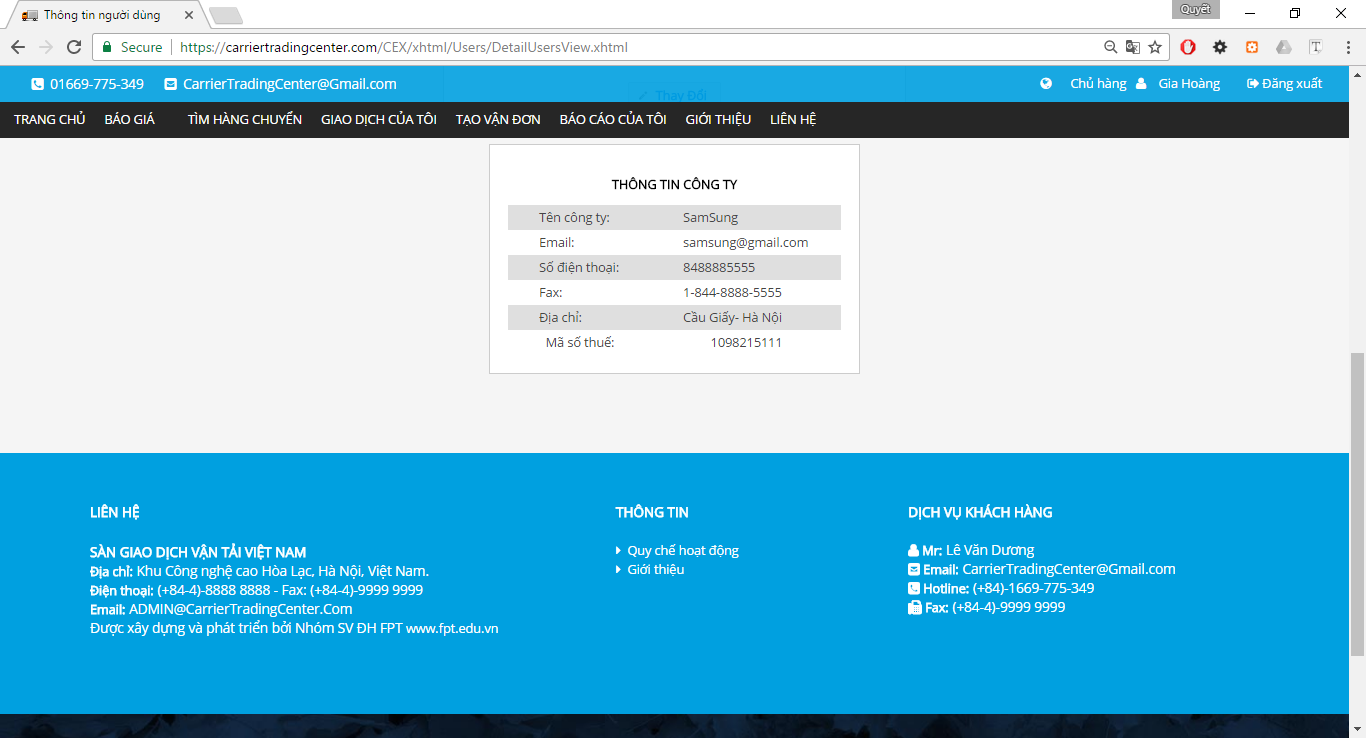 Thông tin người dùng
Quyết
Secure https://carriertradingcenter.com/CEX/xhtml/Users/DetailUsersView.xhtml
01669-775-349 CarrierTradingCenter@Gmail.com Chủ hàng Gia Hoàng Đăng xuất
Thay Đổi
TRANG CHỦ BÁO GIÁ TÌM HÀNG CHUYỂN GIAO DỊCH CỦA TÔI TẠO VẬN ĐƠN BÁO CÁO CỦA TÔI GIỚI THIỆU LIÊN HỆ
THÔNG TIN CÔNG TY
Tên công ty: SamSung
Email: samsung@gmail.com
Số điện thoại: 8488885555
Fax: 1-844-8888-5555
Địa chỉ: Cầu Giấy- Hà Nội
Mã số thuế: 1098215111
LIÊN HỆ
SÀN GIAO DỊCH VẬN TẢI VIỆT NAM
Địa chỉ: Khu Công nghệ cao Hòa Lạc, Hà Nội, Việt Nam.
Điện thoại: (+84-4)-8888 8888 - Fax: (+84-4)-9999 9999
Email: ADMIN@CarrierTradingCenter.Com
Được xây dựng và phát triển bởi Nhóm SV ĐH FPT www.fpt.edu.vn
THÔNG TIN
Quy chế hoạt động
Giới thiệu
DỊCH VỤ KHÁCH HÀNG
Mr: Lê Văn Dương
Email: CarrierTradingCenter@Gmail.com
Hotline: (+84)-1669-775-349
Fax: (+84-4)-9999 9999